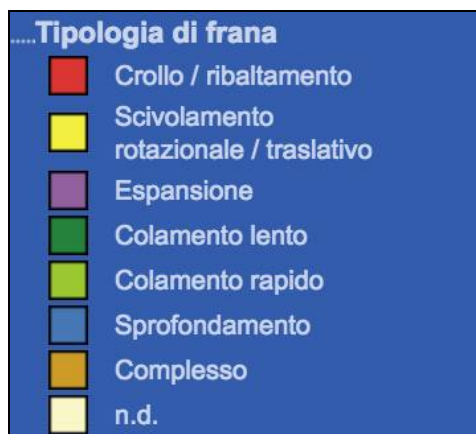 .....Tipologia di frana
Crollo / ribaltamento
Scivolamento
rotazionale / traslativo
Espansione
Colamento lento
Colamento rapido
Sprofondamento
Complesso
n.d.